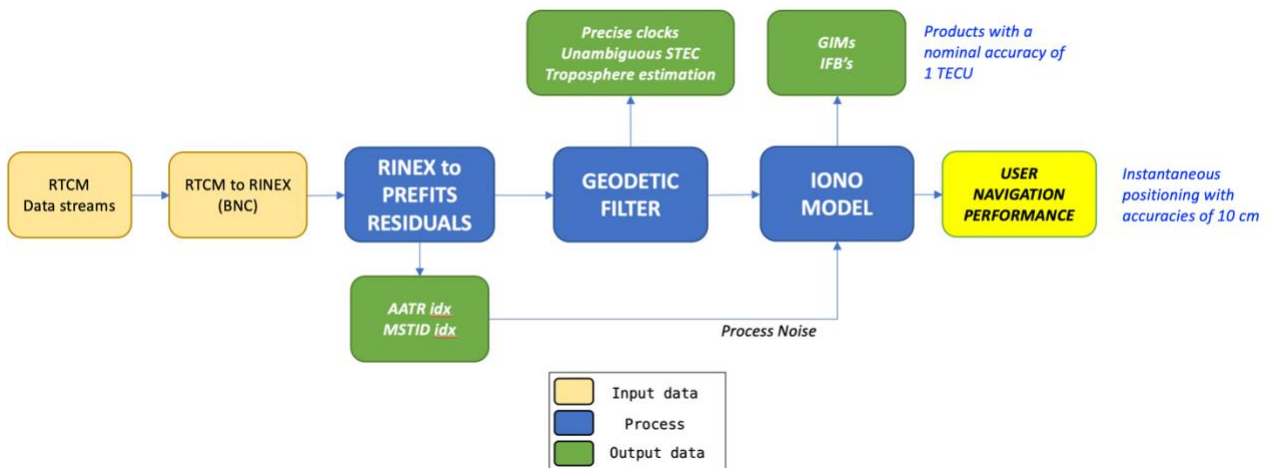 Precise clocks
Unambiguous STEC
Troposphere estimation
GIMs
IFB's
Products with a
nominal accuracy of
1 TECU
RTCM
Data streams
RTCM to RINEX
(BNC)
RINEX to
PREFITS
RESIDUALS
GEODETIC
FILTER
IONO
MODEL
USER
NAVIGATION
PERFORMANCE
Instantaneous
positioning with
accuracies of 10 cm
AATR idx
MSTID idx
Process Noise
Input data
Process
Output data